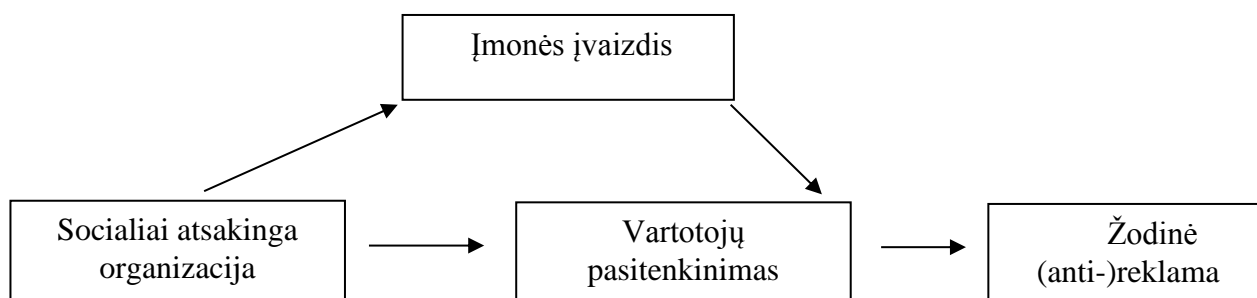 Įmonės įvaizdis
Socialiai atsakinga
organizacija
Vartotojų
pasitenkinimas
Žodinė
(anti-)reklama